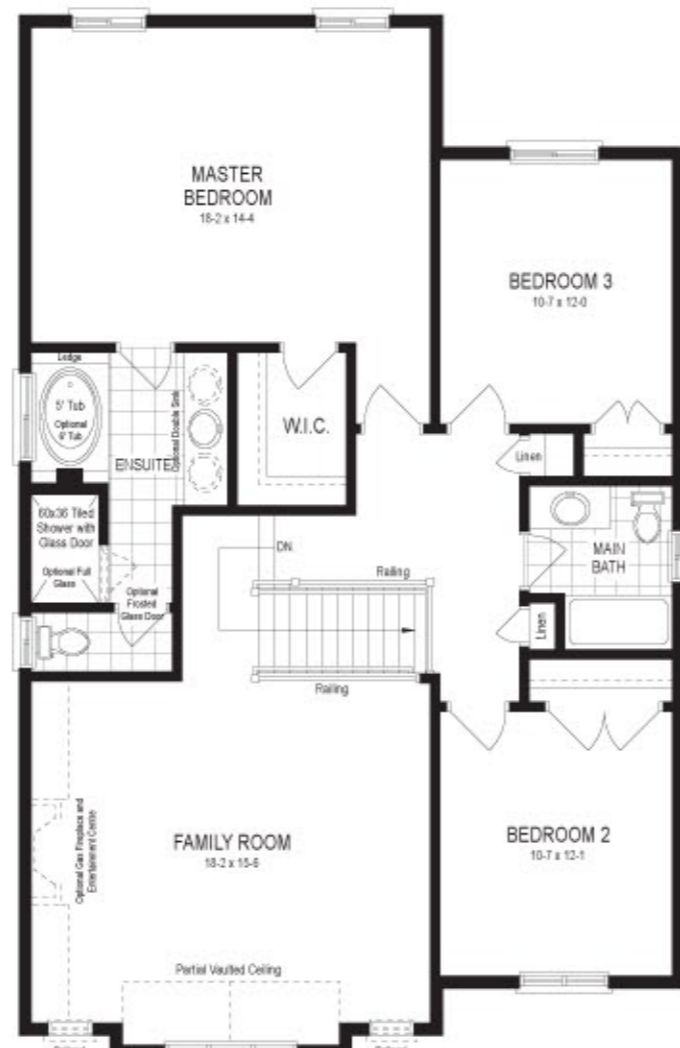 MASTER
BEDROOM
18-2 x 14-4
BEDROOM 3
10-7 x 12-0
Ledge
5' Tub
Optional
6' Tub
ENSUITE
Optional Double Sink
W.I.C.
Linen
60x36 Tiled
Shower with
Glass Door
Optional Full
Glass
Optional
Frosted
Glass Door
DN.
Railing
MAIN
BATH
Linen
Railing
FAMILY ROOM
18-2 x 15-6
Optional Gas Fireplace and
Entertainment Centre
BEDROOM 2
10-7 x 12-1
Partial Vaulted Ceiling